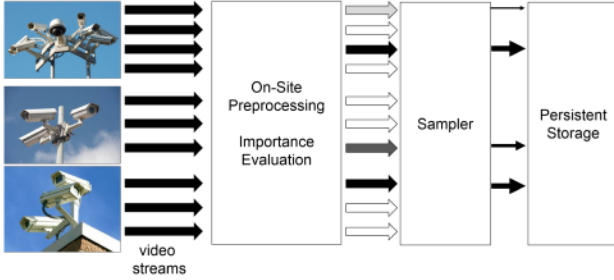 On-Site
Preprocessing
Importance
Evaluation
Sampler
Persistent
Storage
video
streams